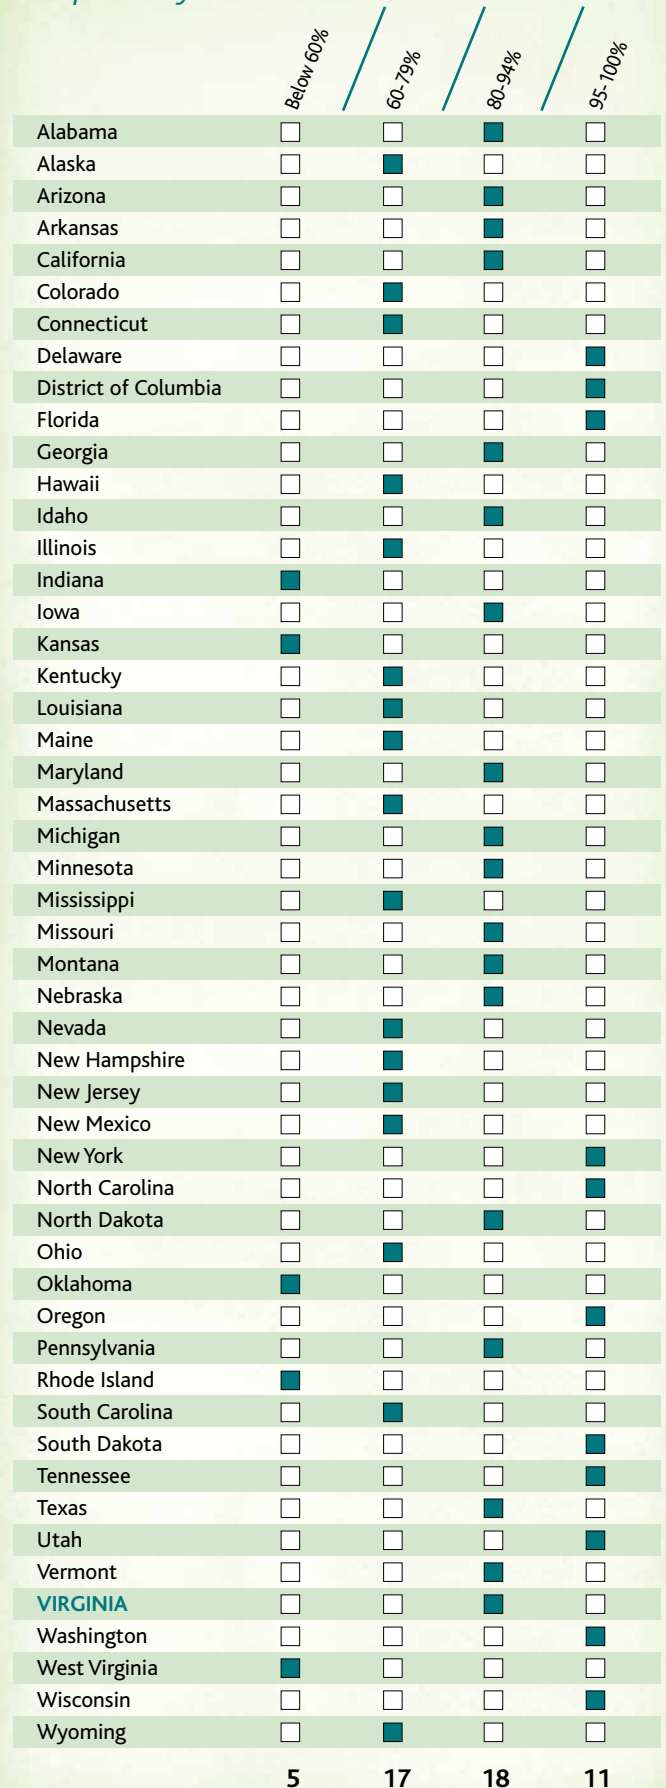 Below 60% 60-79% 80-94% 95-100%
Alabama
Alaska
Arizona
Arkansas
California
Colorado
Connecticut
Delaware
District of Columbia
Florida
Georgia
Hawaii
Idaho
Illinois
Indiana
Iowa
Kansas
Kentucky
Louisiana
Maine
Maryland
Massachusetts
Michigan
Minnesota
Mississippi
Missouri
Montana
Nebraska
Nevada
New Hampshire
New Jersey
New Mexico
New York
North Carolina
North Dakota
Ohio
Oklahoma
Oregon
Pennsylvania
Rhode Island
South Carolina
South Dakota
Tennessee
Texas
Utah
Vermont
VIRGINIA
Washington
West Virginia
Wisconsin
Wyoming
5 17 18 11